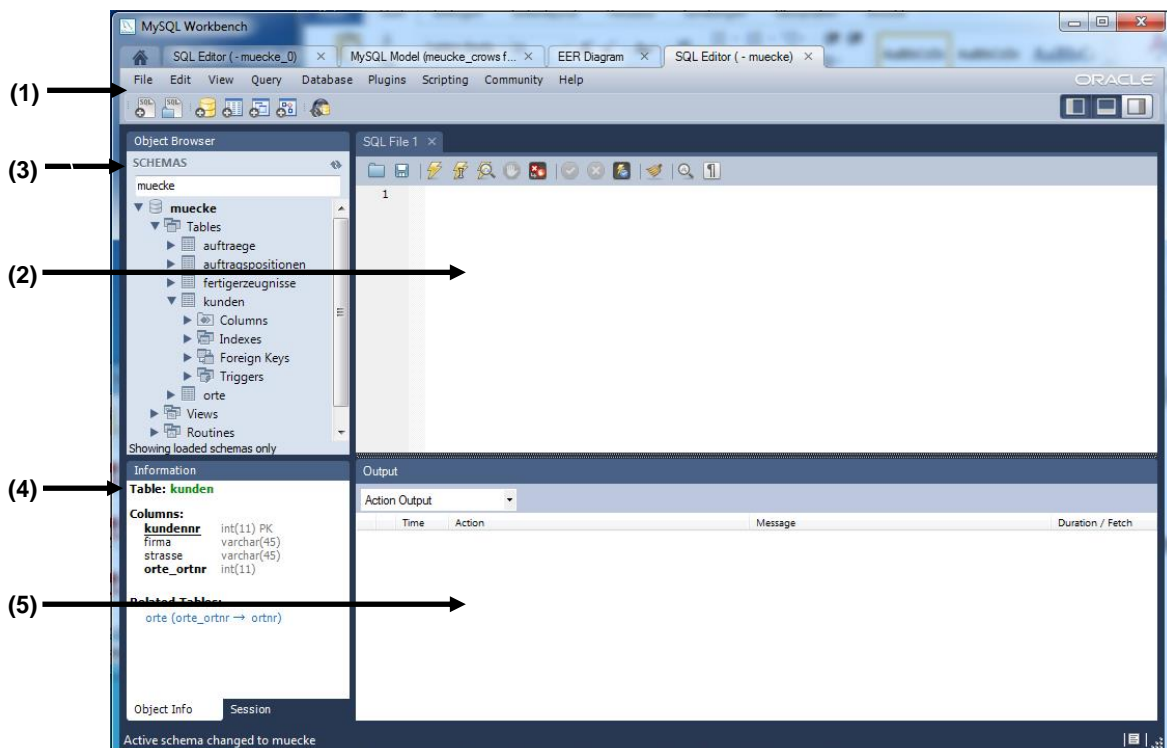 MySQL Workbench
SQL Editor ( - muecke_0) × MySQL Model (meucke_crows f... × EER Diagram × SQL Editor ( - muecke) ×
(1)
File Edit View Query Database Plugins Scripting Community Help ORACLE
Object Browser
SQL File 1 ×
(3)
SCHEMAS
muecke
1
muecke
Tables
auftraege
(2)
auftragspositionen
fertigerzeugnisse
kunden
Columns
Indexes
Foreign Keys
Triggers
orte
Views
Routines
Showing loaded schemas only
Information
Output
(4)
Table: kunden
Action Output
Columns:
Time Action Message Duration / Fetch
kundennr int(11) PK
firma varchar(45)
strasse varchar(45)
orte_ortnr int(11)
(5)
Related Tables:
orte (orte_ortnr → ortnr)
Object Info Session
Active schema changed to muecke